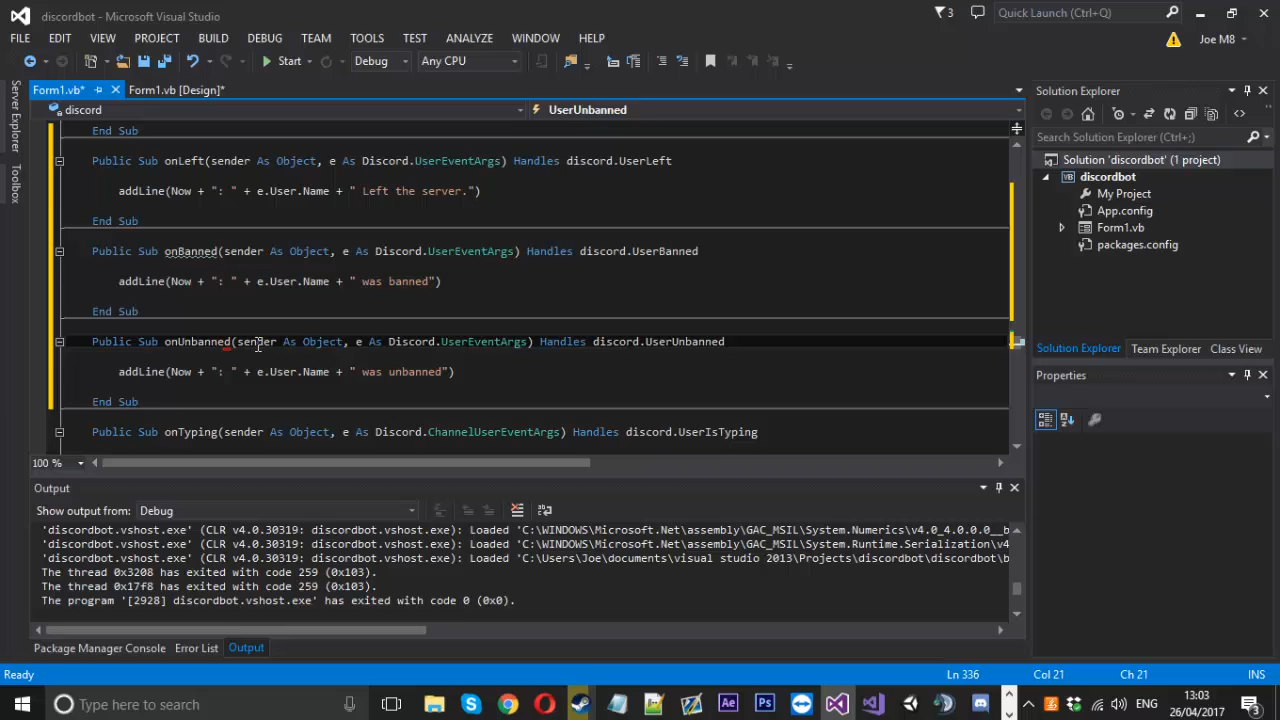 discordbot - Microsoft Visual Studio
3
Quick Launch (Ctrl+Q)
FILE EDIT VIEW PROJECT BUILD DEBUG TEAM TOOLS TEST ANALYZE WINDOW HELP
Joe M8
Start Debug Any CPU
Form1.vb* Form1.vb [Design]*
discord UserUnbanned
Server Explorer
Toolbox
End Sub
Public Sub onLeft(sender As Object, e As Discord.UserEventArgs) Handles discord.UserLeft
addLine(Now + ": " + e.User.Name + " Left the server.")
End Sub
Public Sub onBanned(sender As Object, e As Discord.UserEventArgs) Handles discord.UserBanned
addLine(Now + ": " + e.User.Name + " was banned")
End Sub
Public Sub onUnbanned(sender As Object, e As Discord.UserEventArgs) Handles discord.UserUnbanned
addLine(Now + ": " + e.User.Name + " was unbanned")
End Sub
Public Sub onTyping(sender As Object, e As Discord.ChannelUserEventArgs) Handles discord.UserIsTyping
100 %
Solution Explorer
Search Solution Explorer (Ctrl+;)
Solution 'discordbot' (1 project)
VB discordbot
My Project
App.config
Form1.vb
packages.config
Solution Explorer Team Explorer Class View
Properties
Output
Show output from: Debug
'discordbot.vshost.exe' (CLR v4.0.30319: discordbot.vshost.exe): Loaded 'C:\WINDOWS\Microsoft.Net\assembly\GAC_MSIL\System.Numerics\v4.0_4.0.0.0__b
'discordbot.vshost.exe' (CLR v4.0.30319: discordbot.vshost.exe): Loaded 'C:\WINDOWS\Microsoft.Net\assembly\GAC_MSIL\System.Runtime.Serialization\v4
'discordbot.vshost.exe' (CLR v4.0.30319: discordbot.vshost.exe): Loaded 'C:\Users\Joe\documents\visual studio 2013\Projects\discordbot\discordbot\b
The thread 0x3208 has exited with code 259 (0x103).
The thread 0x17f8 has exited with code 259 (0x103).
The program '[2928] discordbot.vshost.exe' has exited with code 0 (0x0).
Package Manager Console Error List Output
Ready Ln 336 Col 21 Ch 21 INS
Type here to search
Ae Ps
ENG
13:03
26/04/2017
3